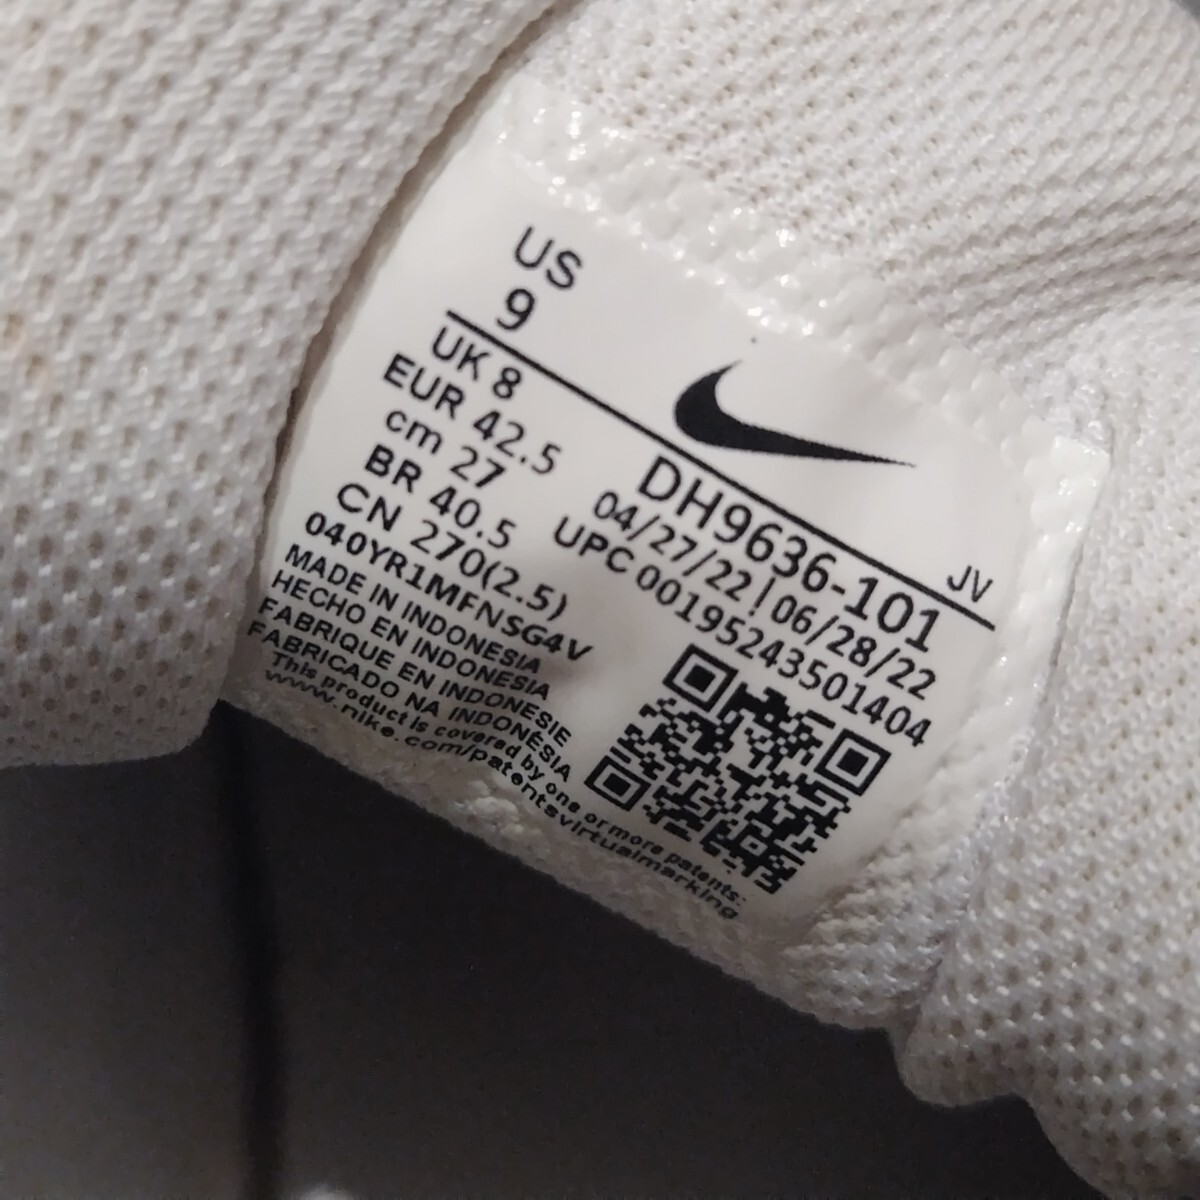 US
9
UK 8
EUR 42.5
cm 27
BR 40.5
CN 270(2.5)
040YR1MFNSG4V
MADE IN INDONESIA
HECHO EN INDONESIA
FABRIQUE EN INDONESIE
FABRICADO NA INDONÉSIA
This product is covered by one or more patents:
www.nike.com/patentsvirtualmarking
JV
DH9636-101
04/27/22 | 06/28/22
UPC 00195243501404